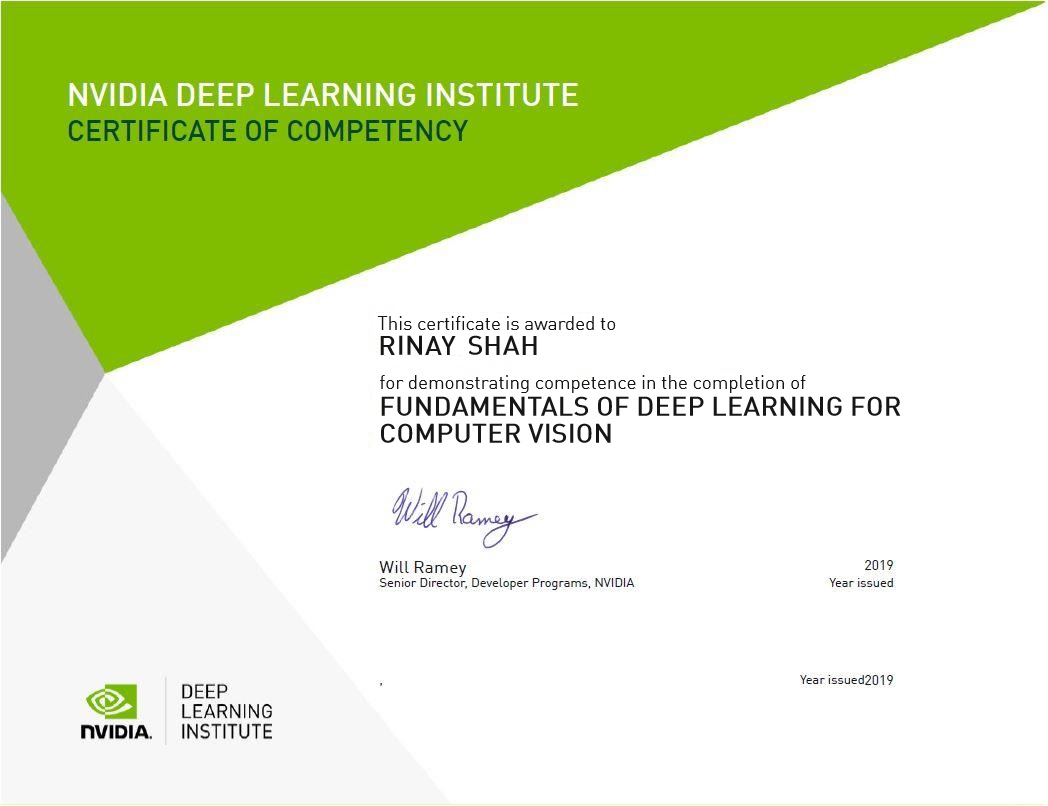 NVIDIA DEEP LEARNING INSTITUTE
CERTIFICATE OF COMPETENCY
This certificate is awarded to
RINAY SHAH
for demonstrating competence in the completion of
FUNDAMENTALS OF DEEP LEARNING FOR
COMPUTER VISION
Will Ramey
Will Ramey
Senior Director, Developer Programs, NVIDIA
2019
Year issued
,
Year issued2019
NVIDIA.
DEEP
LEARNING
INSTITUTE